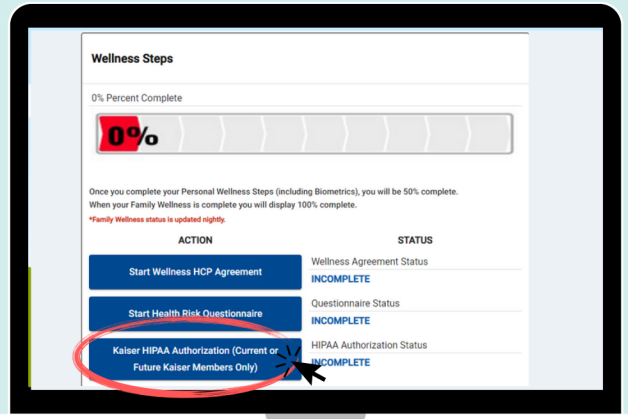 Wellness Steps
0% Percent Complete
0%
Once you complete your Personal Wellness Steps (including Biometrics), you will be 50% complete.
When your Family Wellness is complete you will display 100% complete.
*Family Wellness status is updated nightly.
ACTION STATUS
Start Wellness HCP Agreement
Wellness Agreement Status
INCOMPLETE
Start Health Risk Questionnaire
Questionnaire Status
INCOMPLETE
Kaiser HIPAA Authorization (Current or
Future Kaiser Members Only)
HIPAA Authorization Status
INCOMPLETE